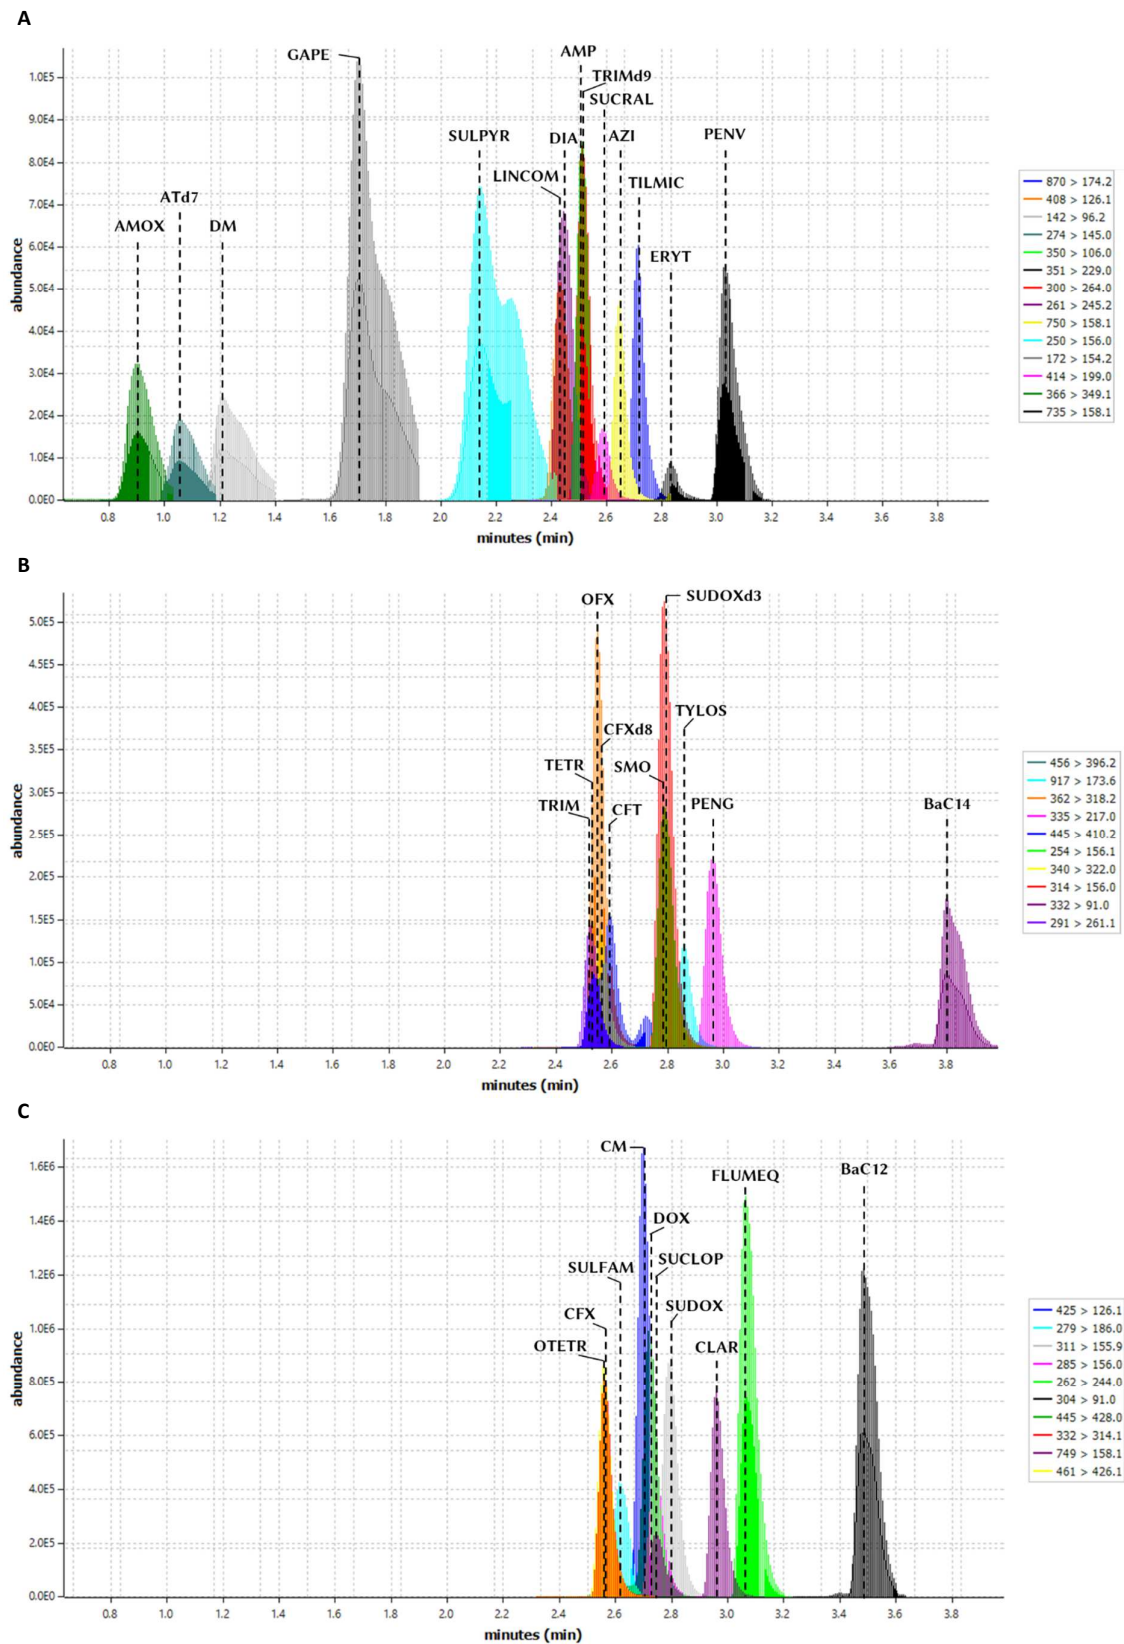 A
GAPE
AMP
TRIMd9
SUCRAL
SULPYR
DIA
AZI
PENV
LINCOM
TILMIC
ATd7
AMOX
DM
ERYT
1.0E5
9.0E4
8.0E4
7.0E4
6.0E4
5.0E4
4.0E4
3.0E4
2.0E4
1.0E4
0.0E0
abundance
0.8 1.0 1.2 1.4 1.6 1.8 2.0 2.2 2.4 2.6 2.8 3.0 3.2 3.4 3.6 3.8
minutes (min)
870 > 174.2
408 > 126.1
142 > 96.2
274 > 145.0
350 > 106.0
351 > 229.0
300 > 264.0
261 > 245.2
750 > 158.1
250 > 156.0
172 > 154.2
414 > 199.0
366 > 349.1
735 > 158.1
B
OFX
SUDOXd3
CFXd8
TYLOS
TETR
SMO
TRIM
CFT
PENG
BaC14
5.0E5
4.5E5
4.0E5
3.5E5
3.0E5
2.5E5
2.0E5
1.5E5
1.0E5
5.0E4
0.0E0
abundance
0.8 1.0 1.2 1.4 1.6 1.8 2.0 2.2 2.4 2.6 2.8 3.0 3.2 3.4 3.6 3.8
minutes (min)
456 > 396.2
917 > 173.6
362 > 318.2
335 > 217.0
445 > 410.2
254 > 156.1
340 > 322.0
314 > 156.0
332 > 91.0
291 > 261.1
C
CM
FLUMEQ
BaC12
DOX
SULFAM
SUCLOP
CFX
SUDOX
OTETR
CLAR
1.6E6
1.4E6
1.2E6
1.0E6
8.0E5
6.0E5
4.0E5
2.0E5
0.0E0
abundance
0.8 1.0 1.2 1.4 1.6 1.8 2.0 2.2 2.4 2.6 2.8 3.0 3.2 3.4 3.6 3.8
minutes (min)
425 > 126.1
279 > 186.0
311 > 155.9
285 > 156.0
262 > 244.0
304 > 91.0
445 > 428.0
332 > 314.1
749 > 158.1
461 > 426.1